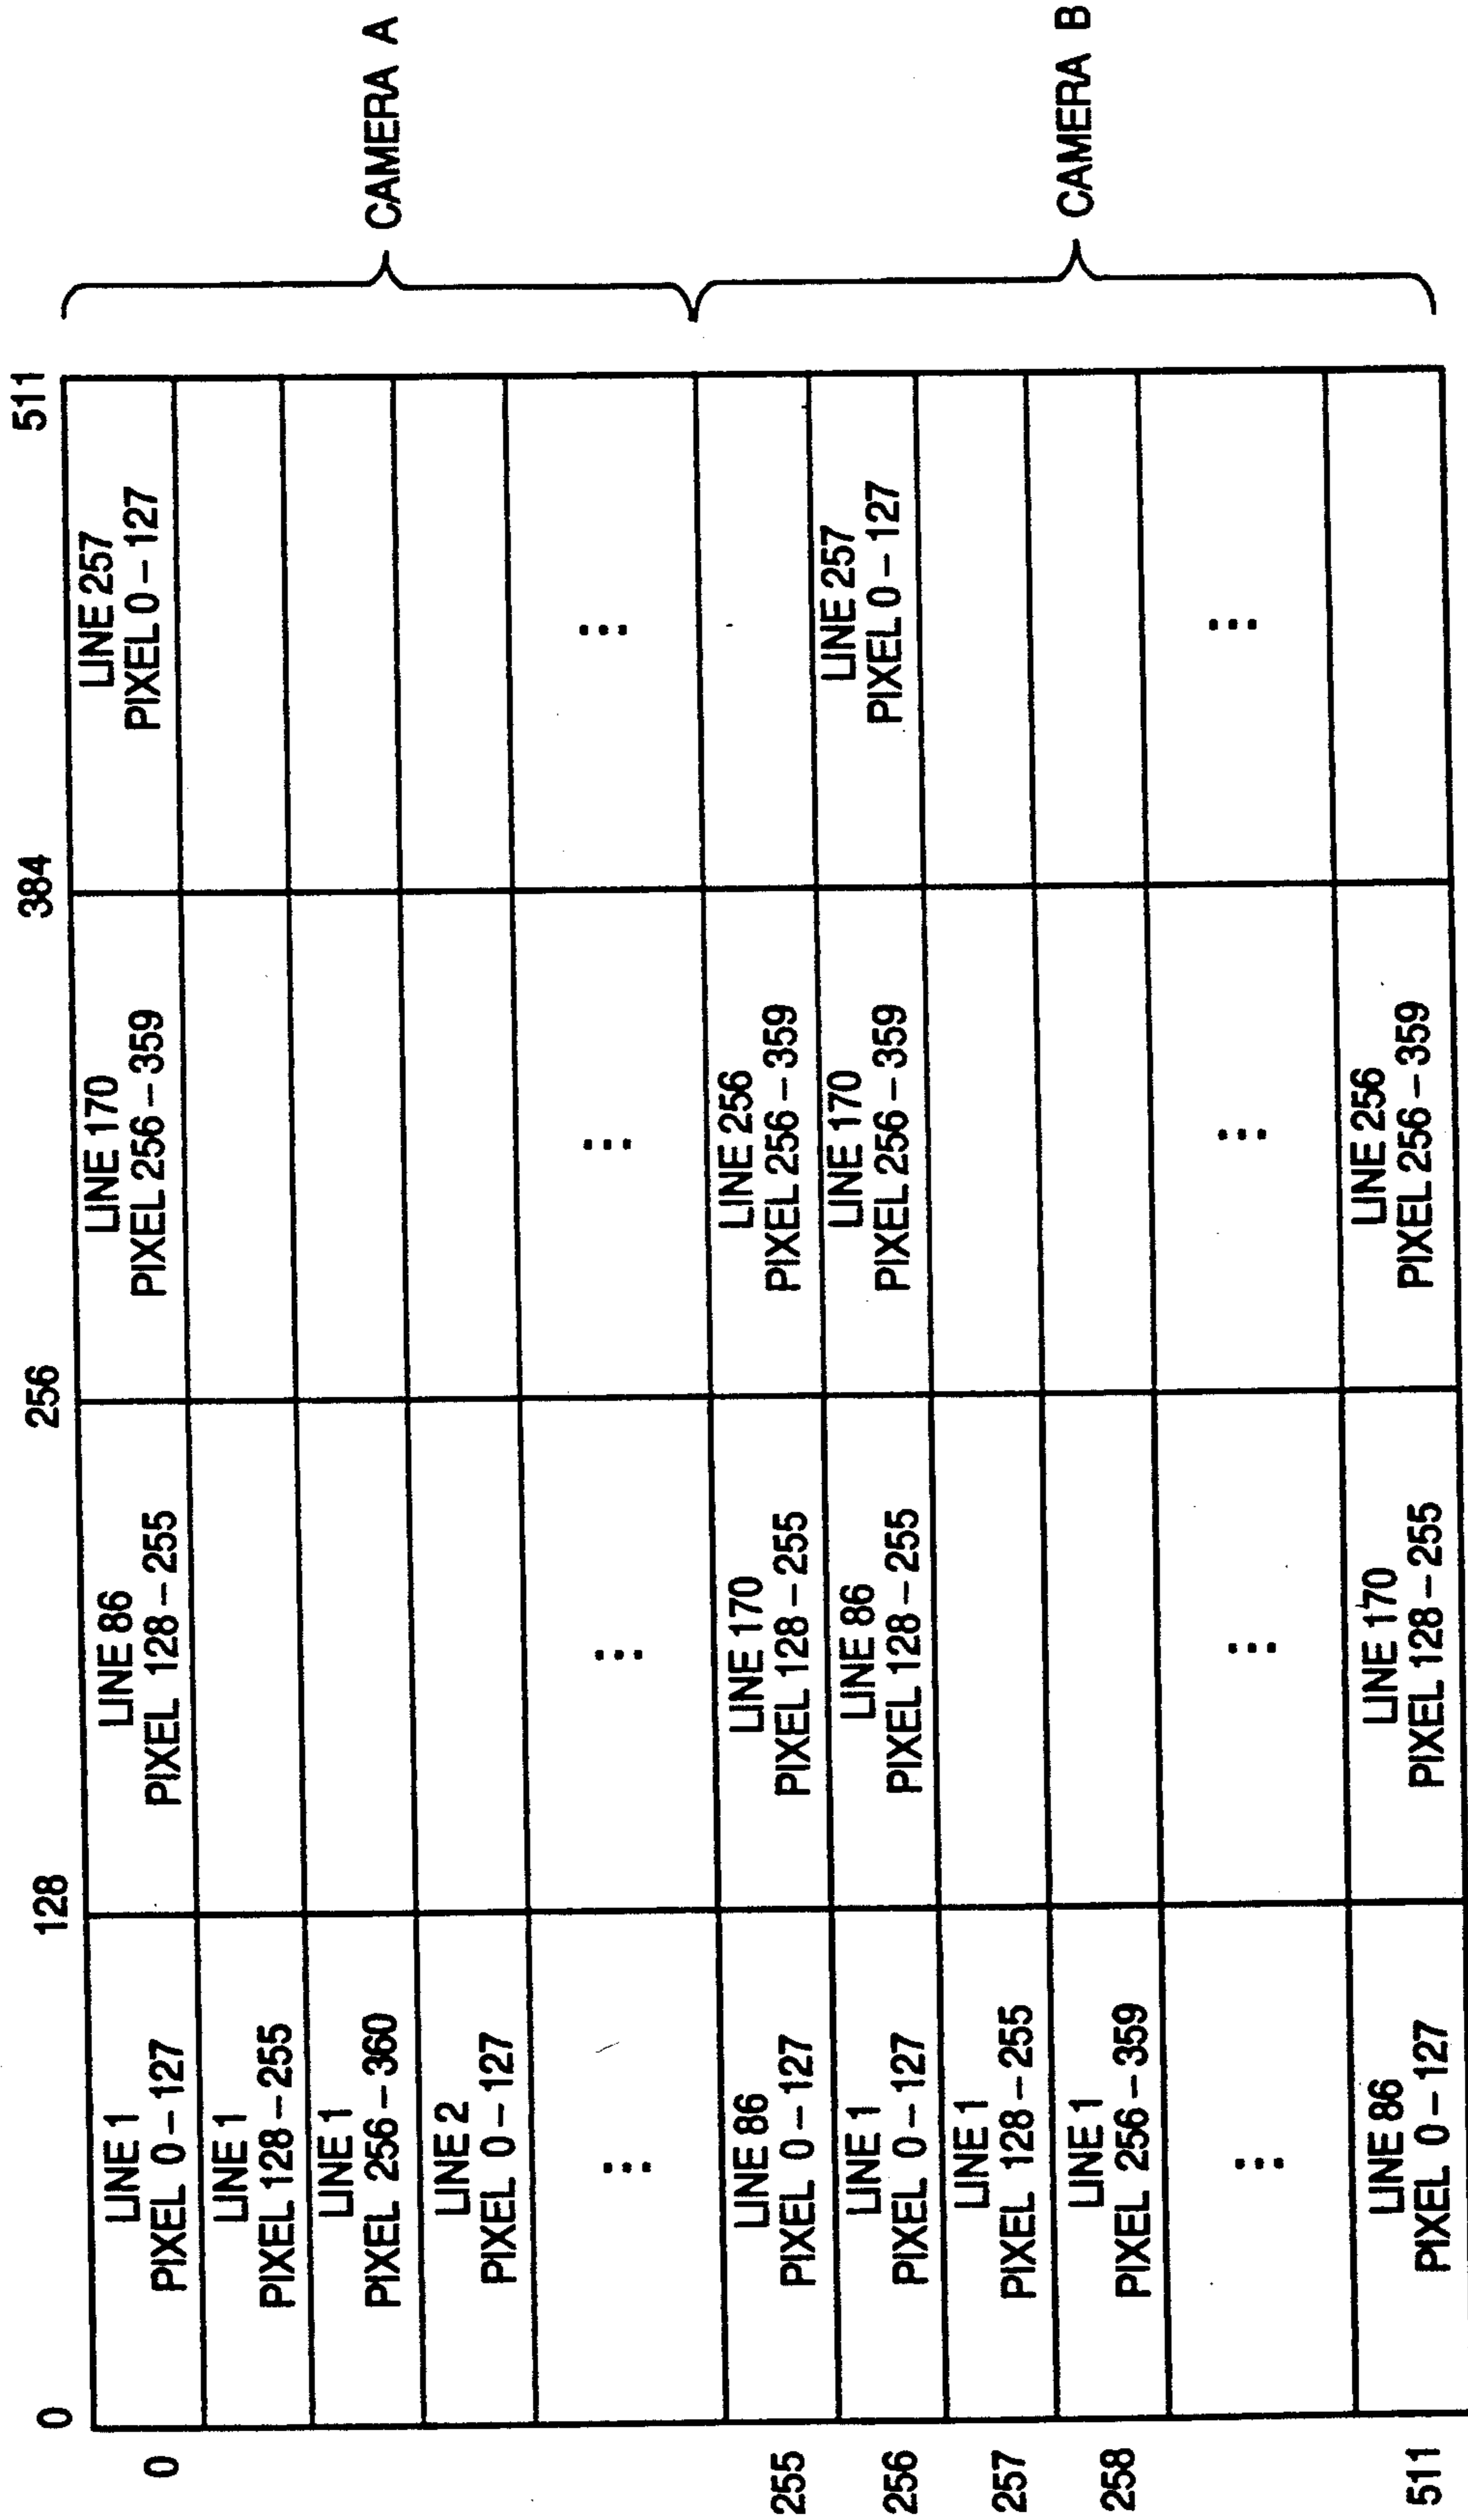 0
128
256
384
511
0
LINE 1
PIXEL 0–127
LINE 86
PIXEL 128–255
LINE 170
PIXEL 256–359
LINE 257
PIXEL 0–127
LINE 1
PIXEL 128–255
LINE 1
PIXEL 256–360
LINE 2
PIXEL 0–127
⋮
⋮
⋮
⋮
CAMERA A
255
LINE 86
PIXEL 0–127
LINE 170
PIXEL 128–255
LINE 256
PIXEL 256–359
256
LINE 1
PIXEL 0–127
LINE 86
PIXEL 128–255
LINE 170
PIXEL 256–359
LINE 257
PIXEL 0–127
257
LINE 1
PIXEL 128–255
258
LINE 1
PIXEL 256–359
⋮
⋮
⋮
⋮
CAMERA B
511
LINE 86
PIXEL 0–127
LINE 170
PIXEL 128–255
LINE 256
PIXEL 256–359